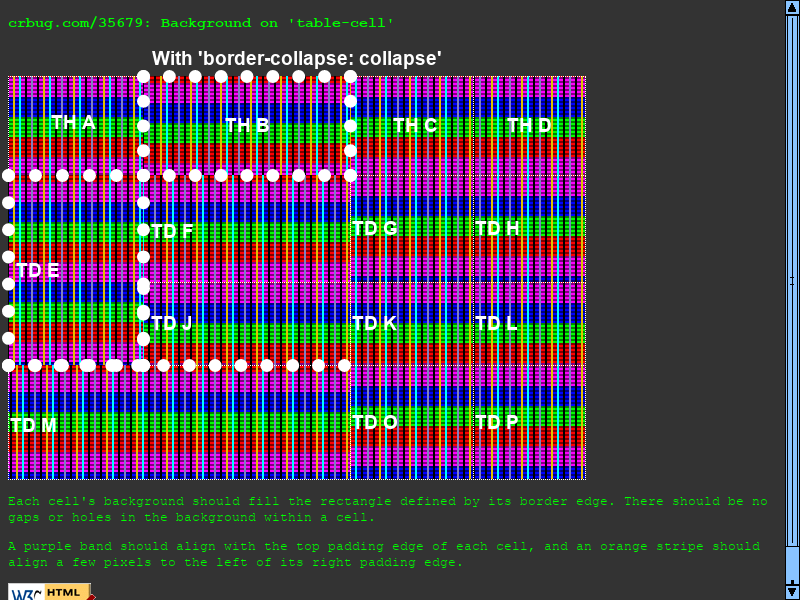 crbug.com/35679: Background on 'table-cell'
With 'border-collapse: collapse'
TH A TH B TH C TH D
TD E TD F TD G TD H
TD J TD K TD L
TD M TD O TD P
Each cell's background should fill the rectangle defined by its border edge. There should be no
gaps or holes in the background within a cell.
A purple band should align with the top padding edge of each cell, and an orange stripe should
align a few pixels to the left of its right padding edge.
W3C HTML